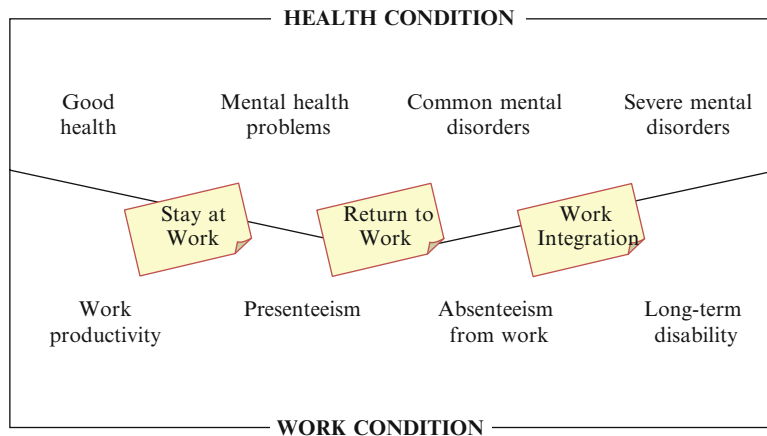 HEALTH CONDITION
Good
health
Mental health
problems
Common mental
disorders
Severe mental
disorders
Stay at
Work
Return to
Work
Work
Integration
Work
productivity
Presenteeism
Absenteeism
from work
Long-term
disability
WORK CONDITION